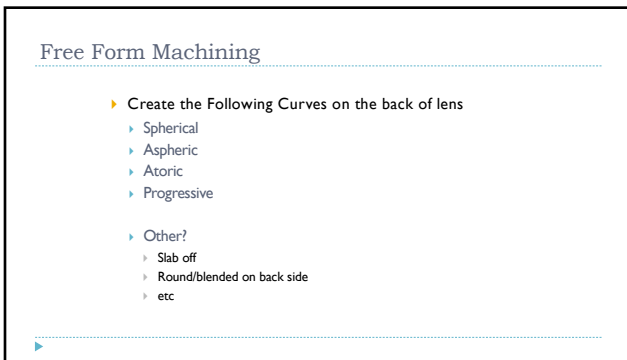 Free Form Machining
Create the Following Curves on the back of lens
Spherical
Aspheric
Atoric
Progressive
Other?
Slab off
Round/blended on back side
etc